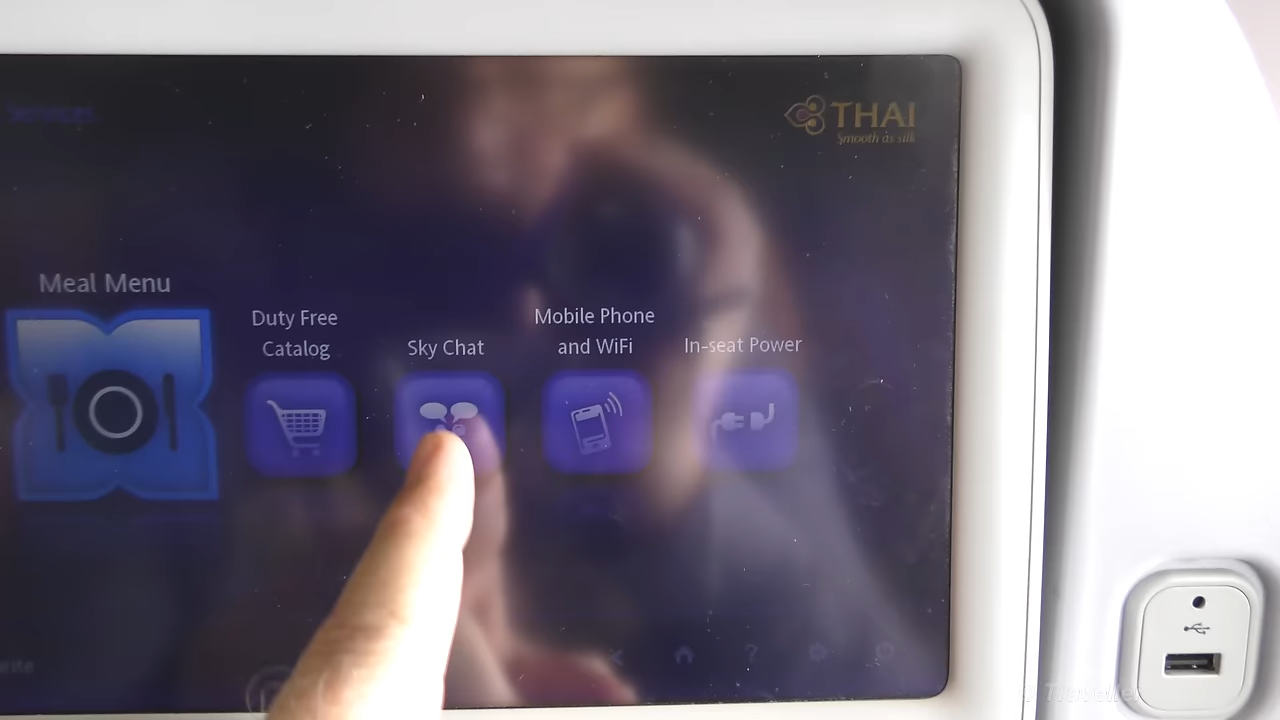 Services
THAI
Smooth as silk
Meal Menu
Duty Free
Catalog
Sky Chat
Mobile Phone
and WiFi
In-seat Power
?